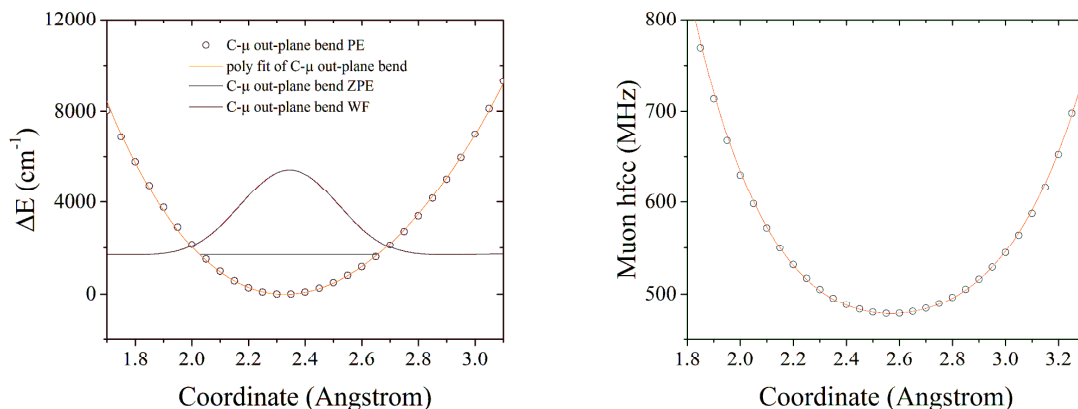 12000
8000
4000
0
ΔE (cm⁻¹)
C-μ out-plane bend PE
poly fit of C-μ out-plane bend
C-μ out-plane bend ZPE
C-μ out-plane bend WF
1.8 2.0 2.2 2.4 2.6 2.8 3.0
Coordinate (Angstrom)
800
700
600
500
Muon hfcc (MHz)
1.8 2.0 2.2 2.4 2.6 2.8 3.0 3.2
Coordinate (Angstrom)